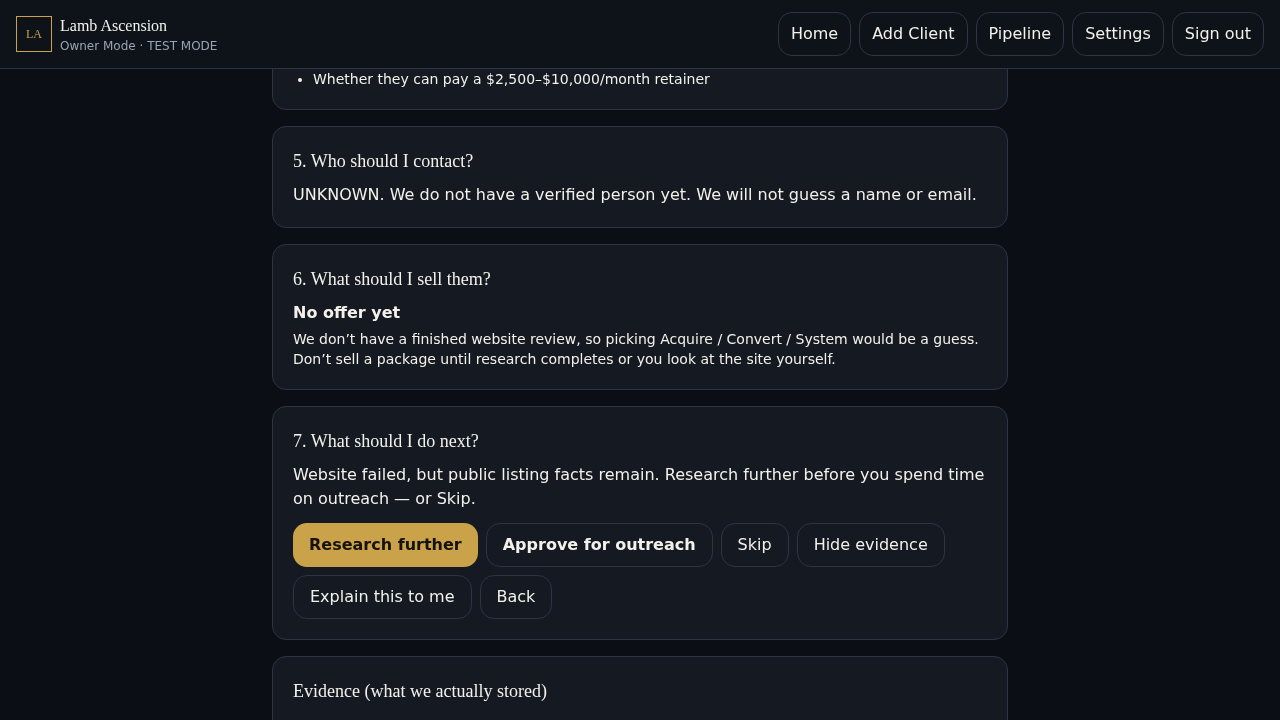 LA
Lamb Ascension
Owner Mode · TEST MODE
Home
Add Client
Pipeline
Settings
Sign out
• Whether they can pay a $2,500–$10,000/month retainer
5. Who should I contact?
UNKNOWN. We do not have a verified person yet. We will not guess a name or email.
6. What should I sell them?
No offer yet
We don’t have a finished website review, so picking Acquire / Convert / System would be a guess.
Don’t sell a package until research completes or you look at the site yourself.
7. What should I do next?
Website failed, but public listing facts remain. Research further before you spend time
on outreach — or Skip.
Research further
Approve for outreach
Skip
Hide evidence
Explain this to me
Back
Evidence (what we actually stored)